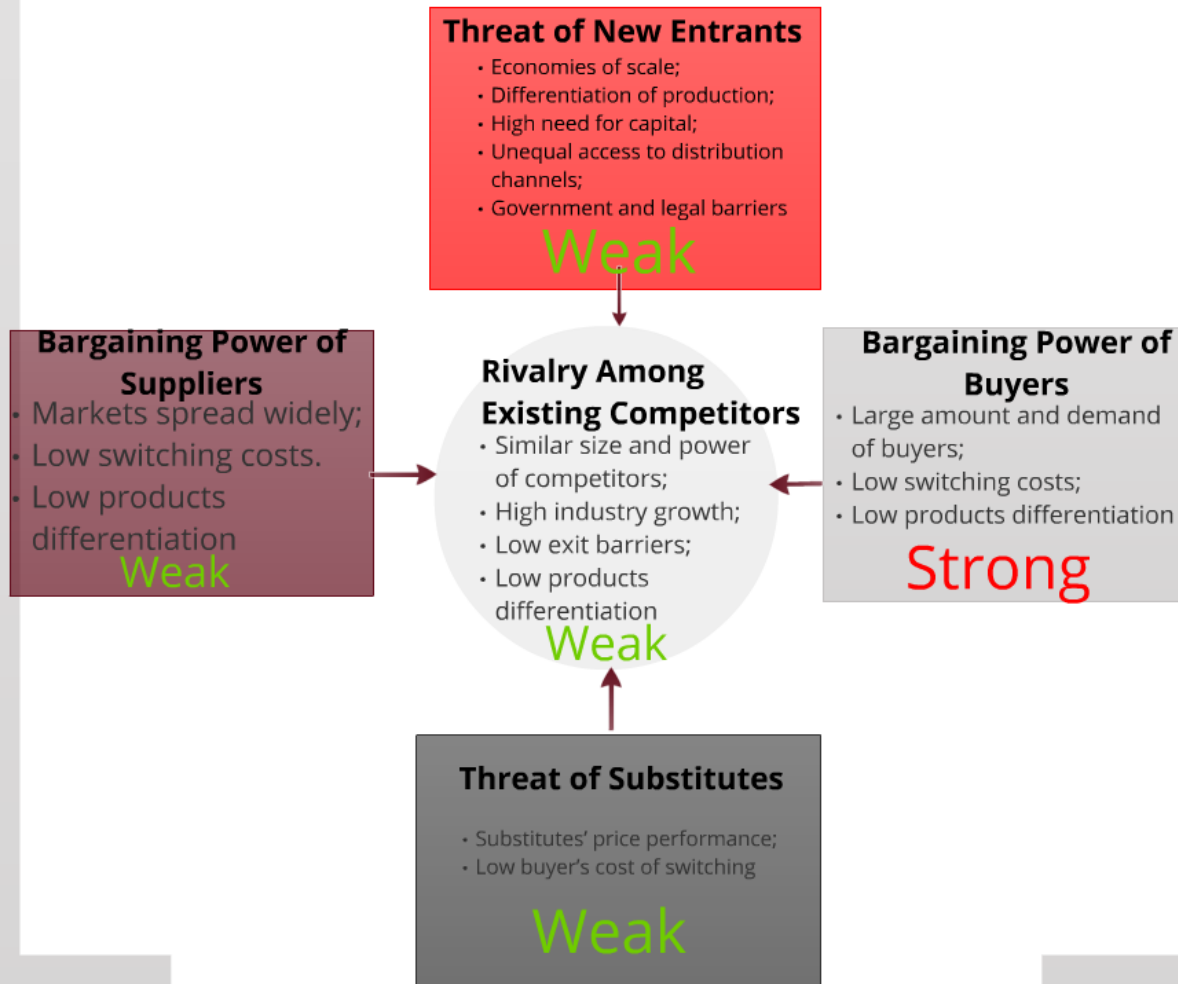 Threat of New Entrants
• Economies of scale;
• Differentiation of production;
• High need for capital;
• Unequal access to distribution
channels;
• Government and legal barriers
Weak
Bargaining Power of
Suppliers
• Markets spread widely;
• Low switching costs.
• Low products
differentiation
Weak
Rivalry Among
Existing Competitors
• Similar size and power
of competitors;
• High industry growth;
• Low exit barriers;
• Low products
differentiation
Weak
Bargaining Power of
Buyers
• Large amount and demand
of buyers;
• Low switching costs;
• Low products differentiation
Strong
Threat of Substitutes
• Substitutes’ price performance;
• Low buyer’s cost of switching
Weak